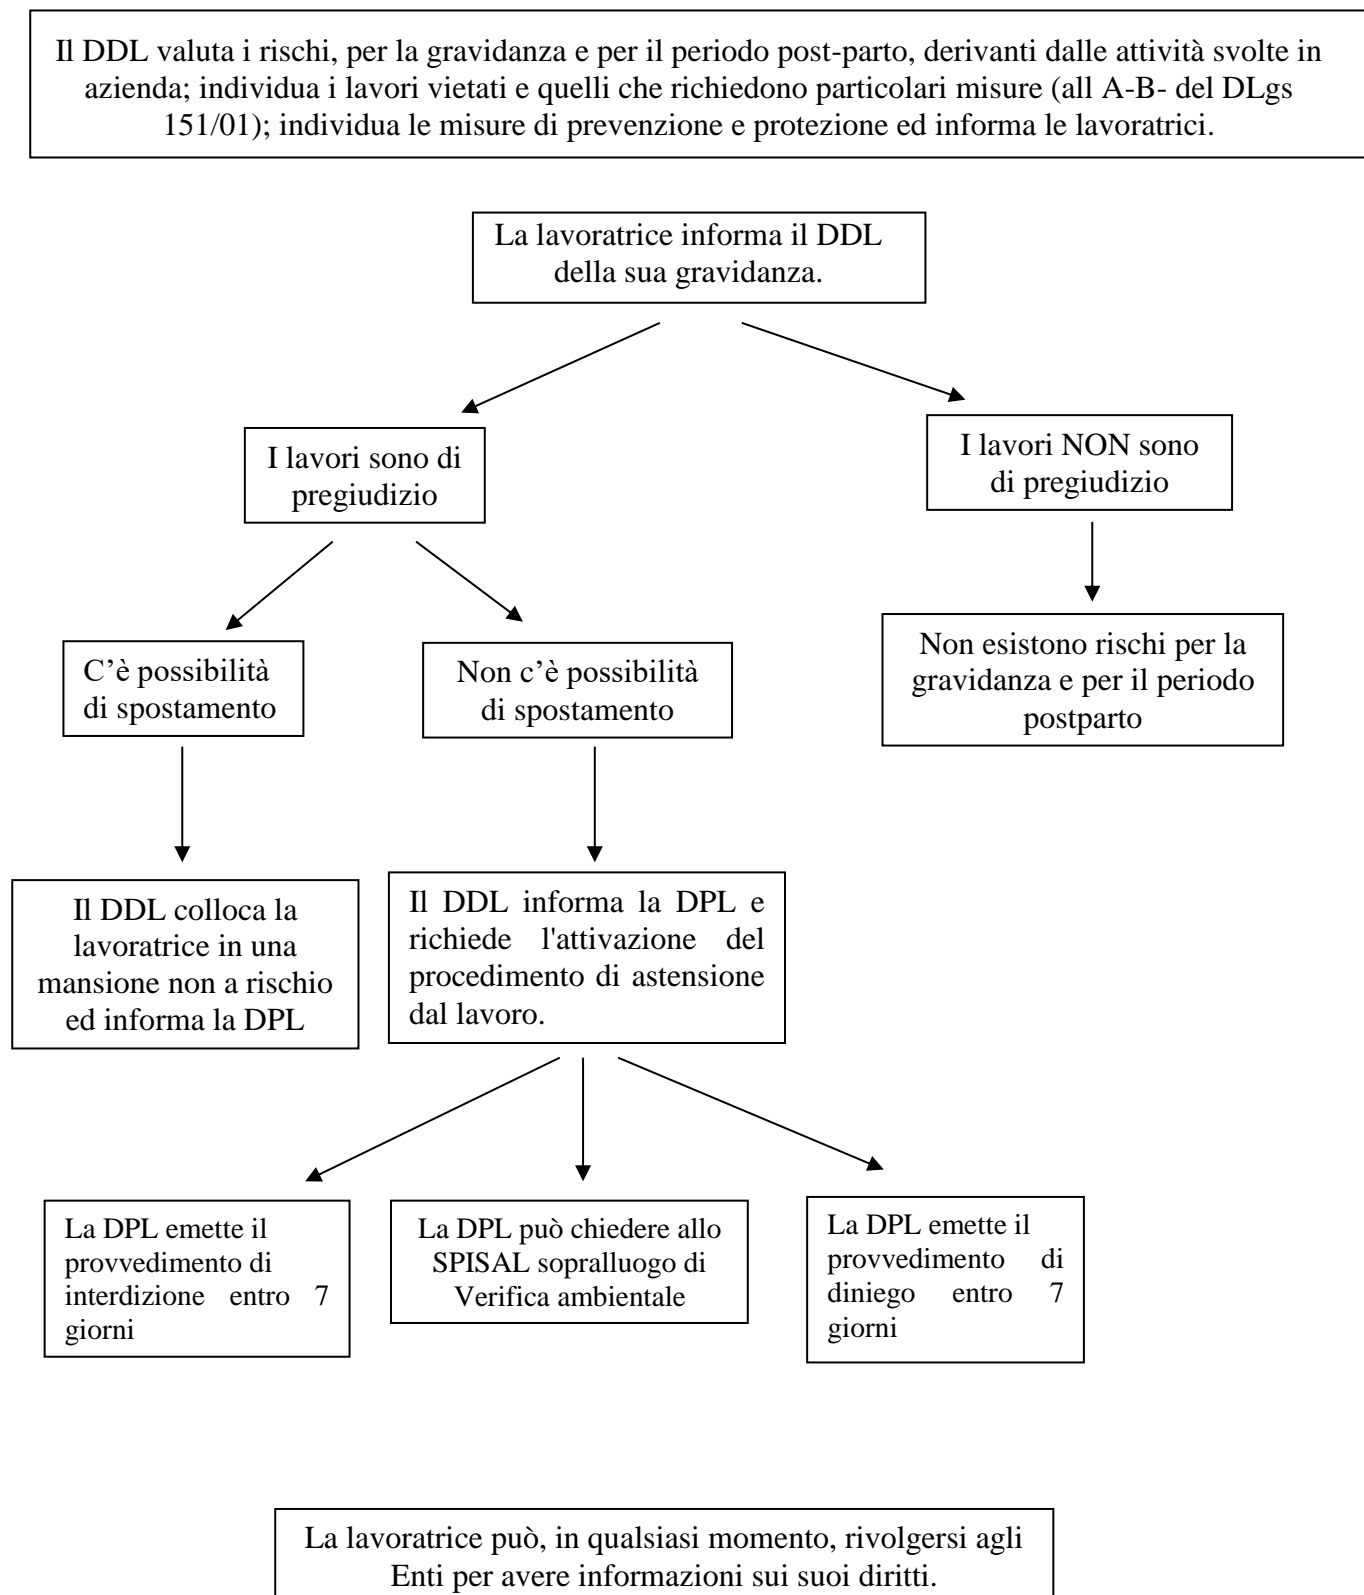 Il DDL valuta i rischi, per la gravidanza e per il periodo post-parto, derivanti dalle attività svolte in
azienda; individua i lavori vietati e quelli che richiedono particolari misure (all A-B- del DLgs
151/01); individua le misure di prevenzione e protezione ed informa le lavoratrici.
La lavoratrice informa il DDL
della sua gravidanza.
I lavori sono di
pregiudizio
I lavori NON sono
di pregiudizio
C'è possibilità
di spostamento
Non c'è possibilità
di spostamento
Non esistono rischi per la
gravidanza e per il periodo
postparto
Il DDL colloca la
lavoratrice in una
mansione non a rischio
ed informa la DPL
Il DDL informa la DPL e
richiede l'attivazione del
procedimento di astensione
dal lavoro.
La DPL emette il
provvedimento di
interdizione entro 7
giorni
La DPL può chiedere allo
SPISAL sopralluogo di
Verifica ambientale
La DPL emette il
provvedimento di
diniego entro 7
giorni
La lavoratrice può, in qualsiasi momento, rivolgersi agli
Enti per avere informazioni sui suoi diritti.